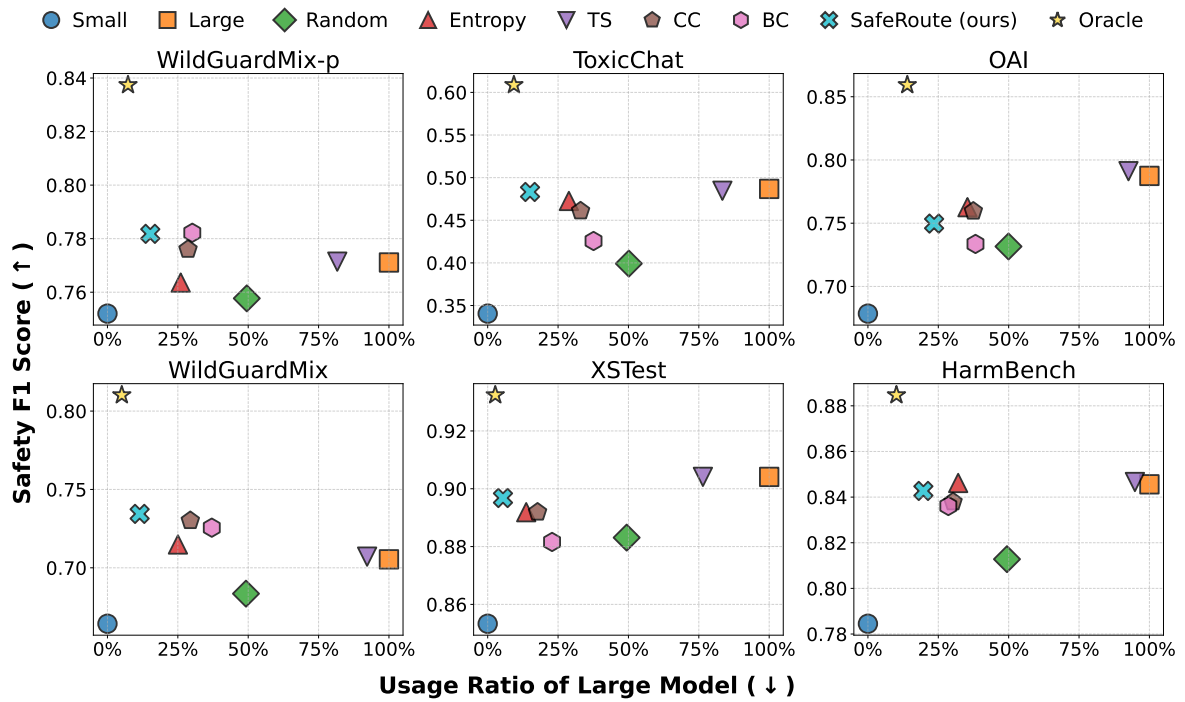 Small Large Random Entropy TS CC BC SafeRoute (ours) Oracle
WildGuardMix-p
0.84
0.82
0.80
0.78
0.76
0% 25% 50% 75% 100%
ToxicChat
0.60
0.55
0.50
0.45
0.40
0.35
0% 25% 50% 75% 100%
OAI
0.85
0.80
0.75
0.70
0% 25% 50% 75% 100%
WildGuardMix
0.80
0.75
0.70
0% 25% 50% 75% 100%
XSTest
0.92
0.90
0.88
0.86
0% 25% 50% 75% 100%
HarmBench
0.88
0.86
0.84
0.82
0.80
0.78
0% 25% 50% 75% 100%
Safety F1 Score (↑)
Usage Ratio of Large Model (↓)